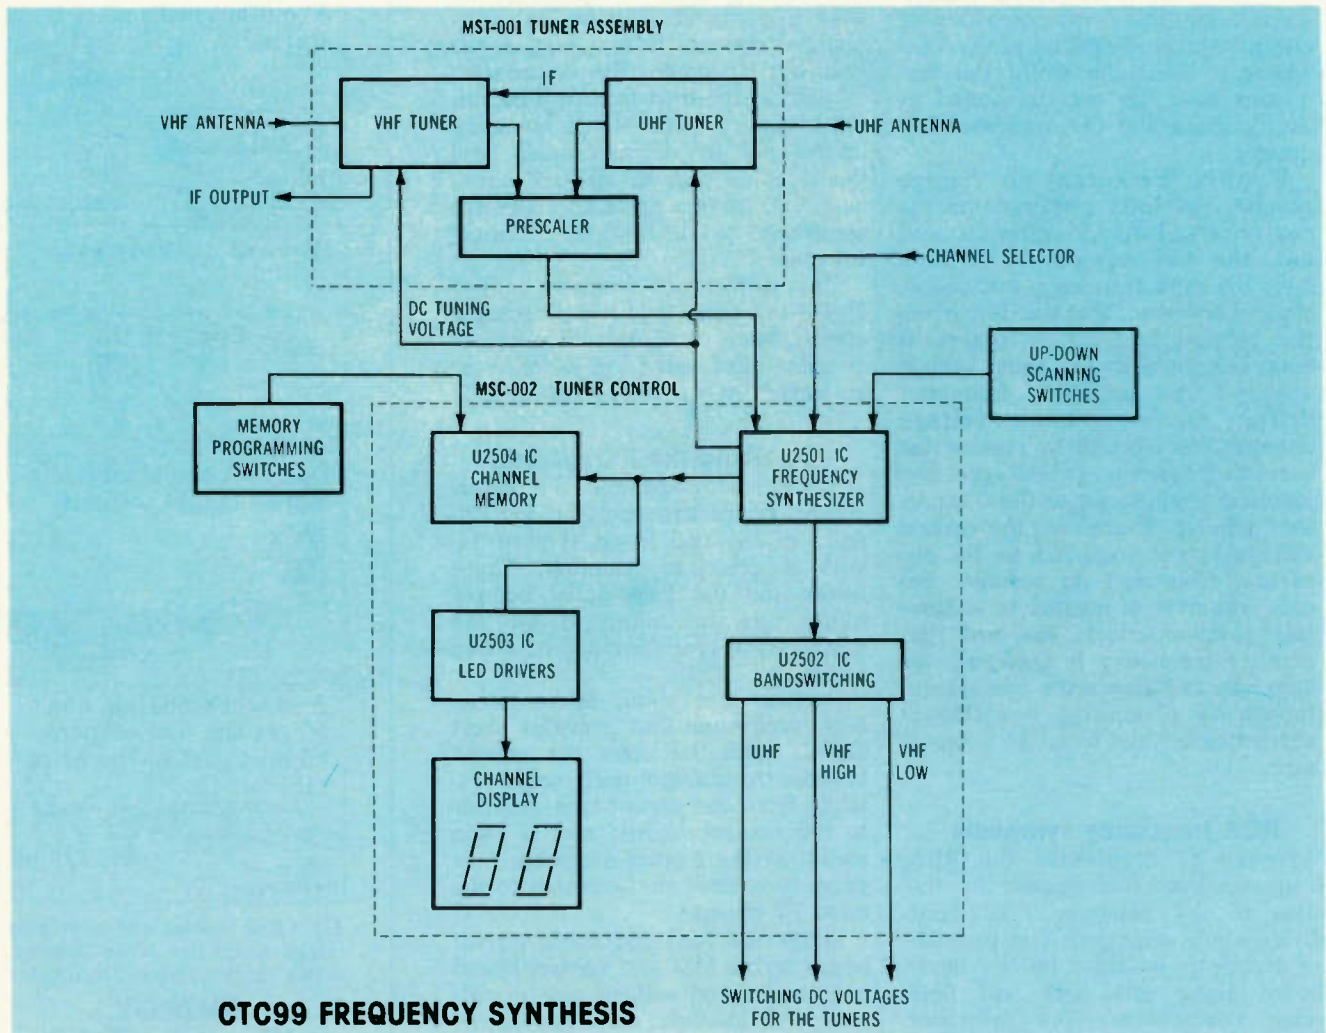 MST-001 TUNER ASSEMBLY
IF
VHF ANTENNA
VHF TUNER
UHF TUNER
UHF ANTENNA
IF OUTPUT
PRESCALER
CHANNEL SELECTOR
DC TUNING
VOLTAGE
UP-DOWN
SCANNING
SWITCHES
MSC-002 TUNER CONTROL
MEMORY
PROGRAMMING
SWITCHES
U2504 IC
CHANNEL
MEMORY
U2501 IC
FREQUENCY
SYNTHESIZER
U2503 IC
LED DRIVERS
U2502 IC
BANDSWITCHING
UHF
VHF
HIGH
VHF
LOW
CHANNEL
DISPLAY
88
SWITCHING DC VOLTAGES
FOR THE TUNERS
CTC99 FREQUENCY SYNTHESIS